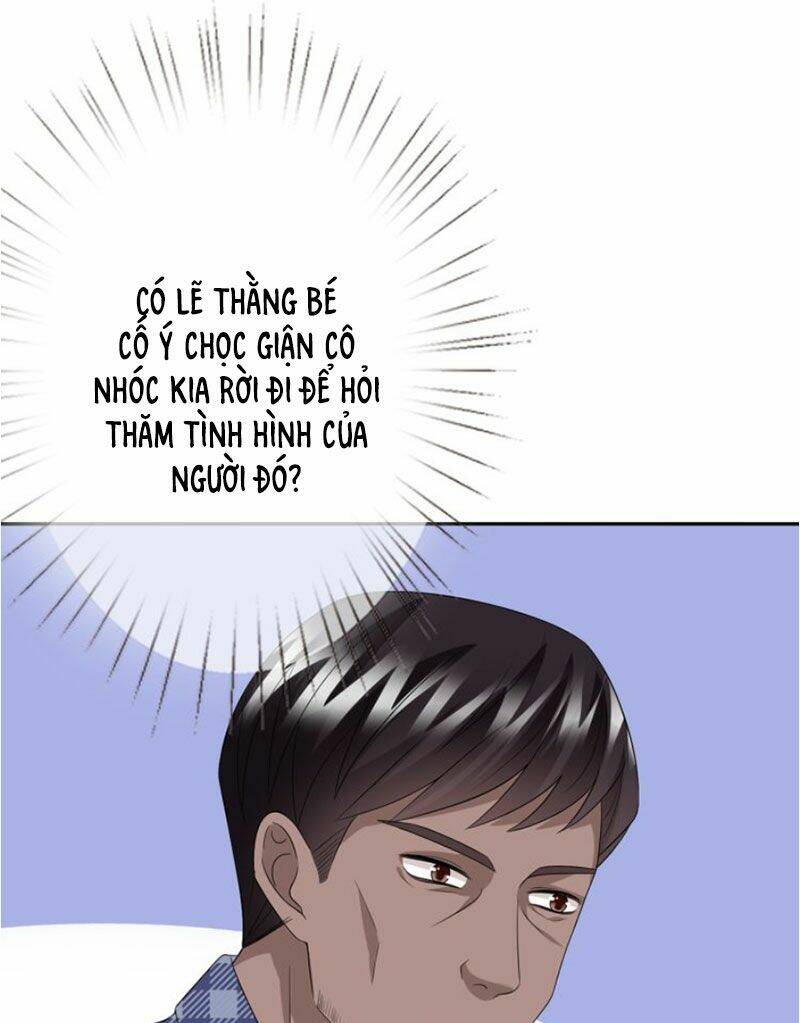 CÓ LẼ THẰNG BÉ
CỐ Ý CHỌC GIẬN CÔ
NHÓC KIA RỜI ĐI ĐỂ HỎI
THĂM TÌNH HÌNH CỦA
NGƯỜI ĐÓ?